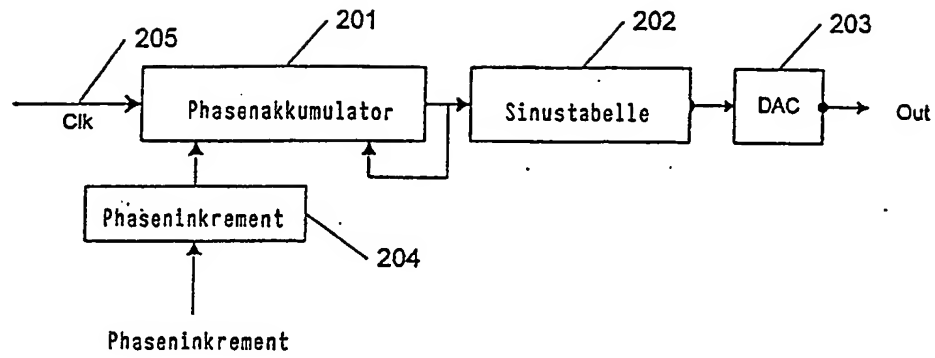 201
202
203
205
Clk
Phasenakkumulator
Sinustabelle
DAC
Out
Phaseninkrement
204
Phaseninkrement